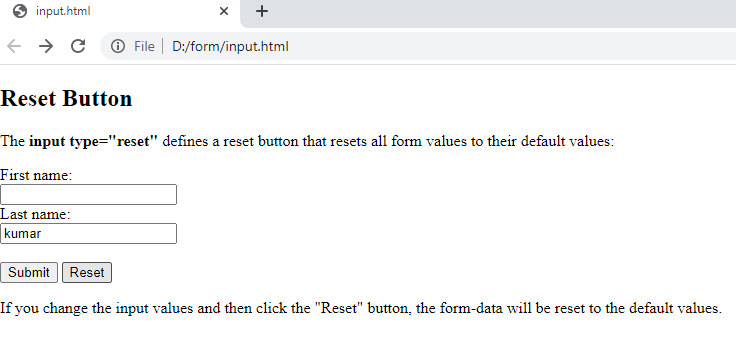 input.html
File D:/form/input.html
Reset Button
The input type="reset" defines a reset button that resets all form values to their default values:
First name:
Last name:
kumar
Submit Reset
If you change the input values and then click the "Reset" button, the form-data will be reset to the default values.